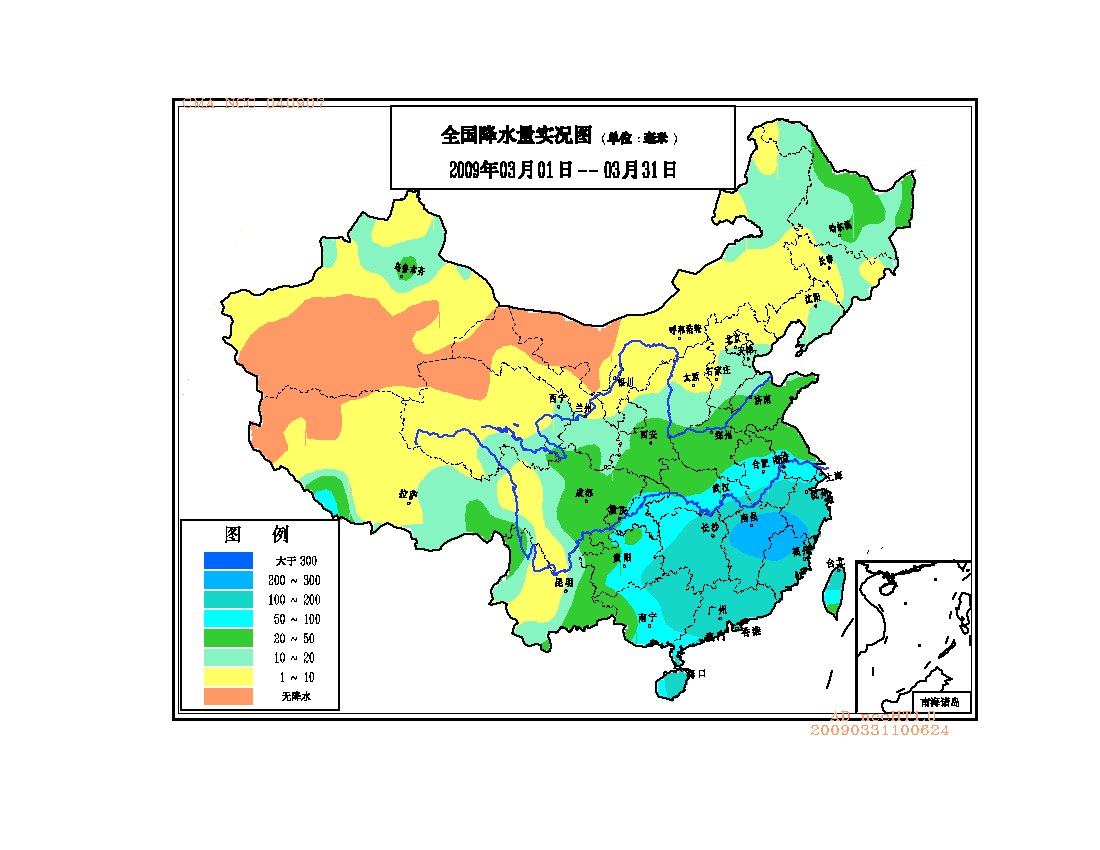 CMA NCC 040902
全国降水量实况图 (单位:毫米)
2009年03月01日--03月31日
哈尔滨
长春
乌鲁木齐
沈阳
呼和浩特
北京
天津
银川
太原
石家庄
西宁
兰州
济南
西安
郑州
合肥
南京
上海
拉萨
成都
武汉
杭州
重庆
长沙
南昌
贵阳
福州
昆明
台北
南宁
广州
澳门
香港
海口
图 例
大于 300
200 ~ 300
100 ~ 200
50 ~ 100
20 ~ 50
10 ~ 20
1 ~ 10
无降水
南海诸岛
20090331100624